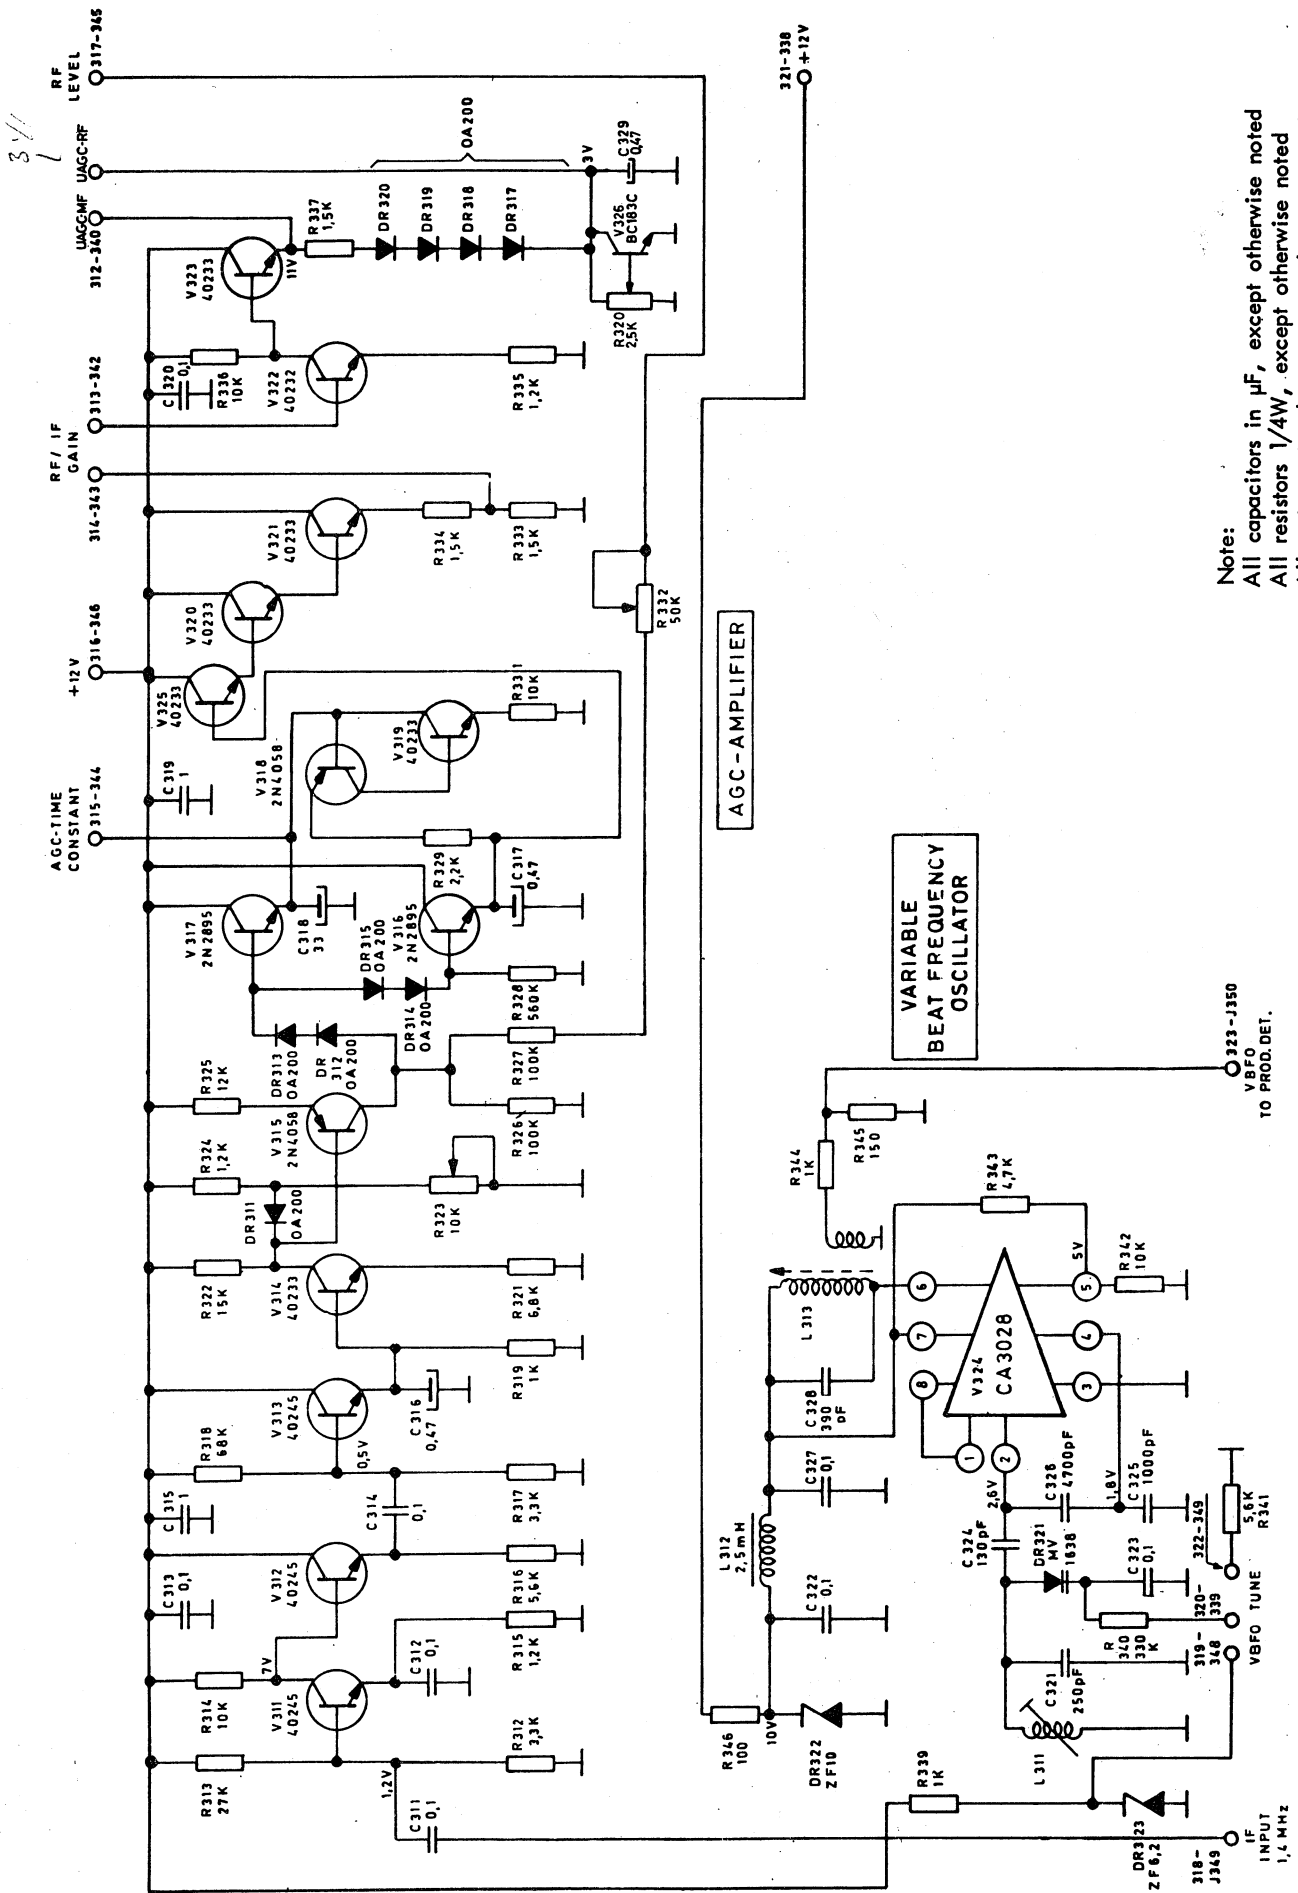 RF
LEVEL
317-345
UAGC-RF
UAGC-MF
312-340
RF/ IF
GAIN
313-342
314-343
+12V
316-346
AGC-TIME
CONSTANT
315-344
321-338
+12V
V323
40233
11V
R337
1,5K
DR320
DR319
DR318
DR317
OA200
3V
C329
0,47
V326
BC183C
R320
2,5K
C320
0,1
R336
10K
V322
40232
R335
1,2K
V321
40233
R334
1,5K
R333
1,5K
V320
40233
V325
40233
R332
50K
C319
1
V318
2N4058
V319
40233
R331
10K
V317
2N2895
C318
33
R329
2,2K
C317
0,47
DR315
OA200
V316
2N2895
DR314
OA200
R328
560K
R327
100K
R326
100K
DR313
OA200
DR
312
OA200
R325
12K
R324
1,2K
V315
2N4058
R323
10K
DR311
OA200
R322
15K
V314
40233
R321
6,8K
R319
1K
R318
68K
V313
40245
0,5V
C316
0,47
C315
1
C314
0,1
R317
3,3K
C313
0,1
V312
40245
R316
5,6K
R315
1,2K
R314
10K
7V
V311
40245
C312
0,1
R313
27K
R312
3,3K
1,2V
C311
0,1
AGC-AMPLIFIER
VARIABLE
BEAT FREQUENCY
OSCILLATOR
323-J350
VBFO
TO PROD.DET.
R344
1K
R345
150
R343
4,7K
L313
6
7
8
5
4
3
1
2
V324
CA3028
5V
R342
10K
C328
390
pF
C327
0,1
L312
2,5mH
C322
0,1
R346
100
10V
DR322
ZF10
2,6V
C326
4700pF
1,8V
C325
1000pF
C324
130pF
DR321
MV
1638
C323
0,1
322-349
5,6K
R341
R
340
330
K
320-
339
319-
348
VBFO TUNE
C321
250pF
L311
R339
1K
DR323
ZF6,2
318-
J349
IF
INPUT
1,4 MHz
Note:
All capacitors in µF, except otherwise noted
All resistors 1/4W, except otherwise noted